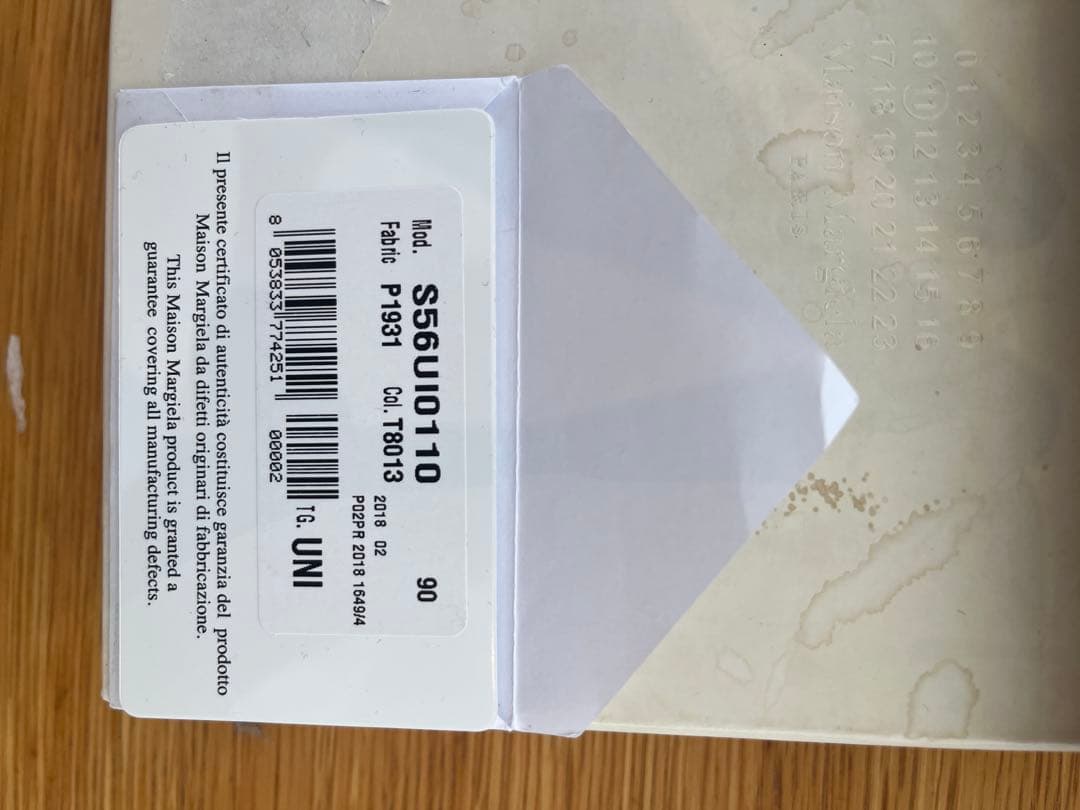 Mod. S56UI0110 90
Fabric P1931 Col. T8013
2018 02
P02PR 2018 1649/4
8 053833 774251 00002
TG. UNI
Il presente certificato di autenticità costituisce garanzia del prodotto
Maison Margiela da difetti originari di fabbricazione.
This Maison Margiela product is granted a
guarantee covering all manufacturing defects.
0 1 2 3 4 5 6 7 8 9
10 11 12 13 14 15 16
17 18 19 20 21 22 23
Maison Margiela
PARIS